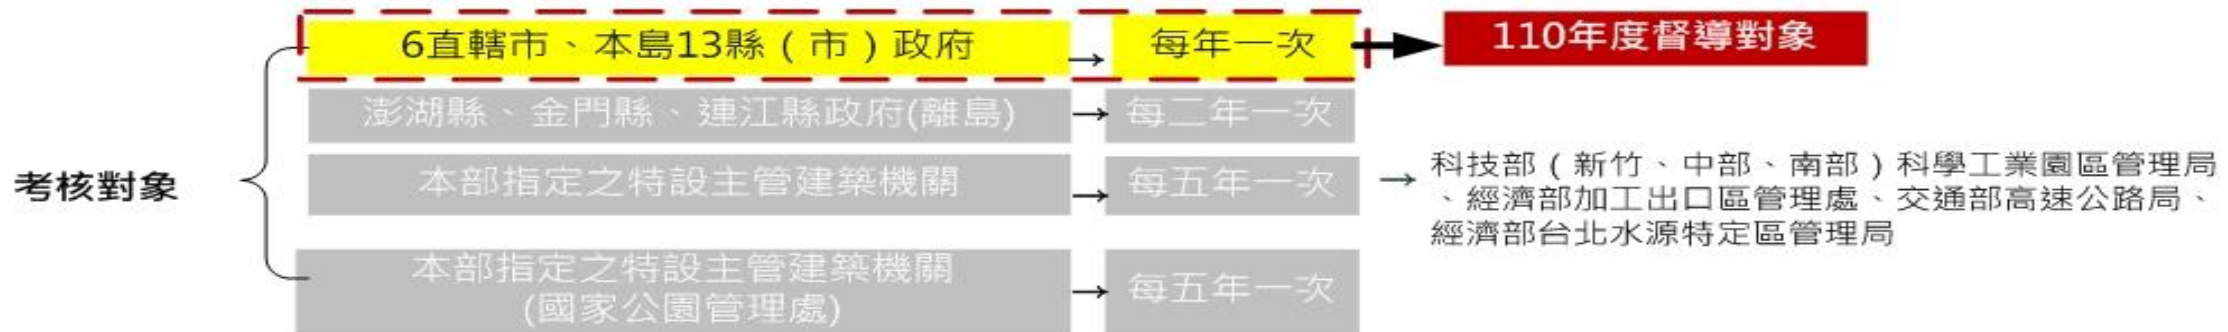 考核對象
6直轄市、本島13縣（市）政府 → 每年一次 → 110年度督導對象
澎湖縣、金門縣、連江縣政府(離島) → 每二年一次
本部指定之特設主管建築機關 → 每五年一次 → 科技部（新竹、中部、南部）科學工業園區管理局
、經濟部加工出口區管理處、交通部高速公路局、
經濟部台北水源特定區管理局
本部指定之特設主管建築機關
(國家公園管理處) → 每五年一次